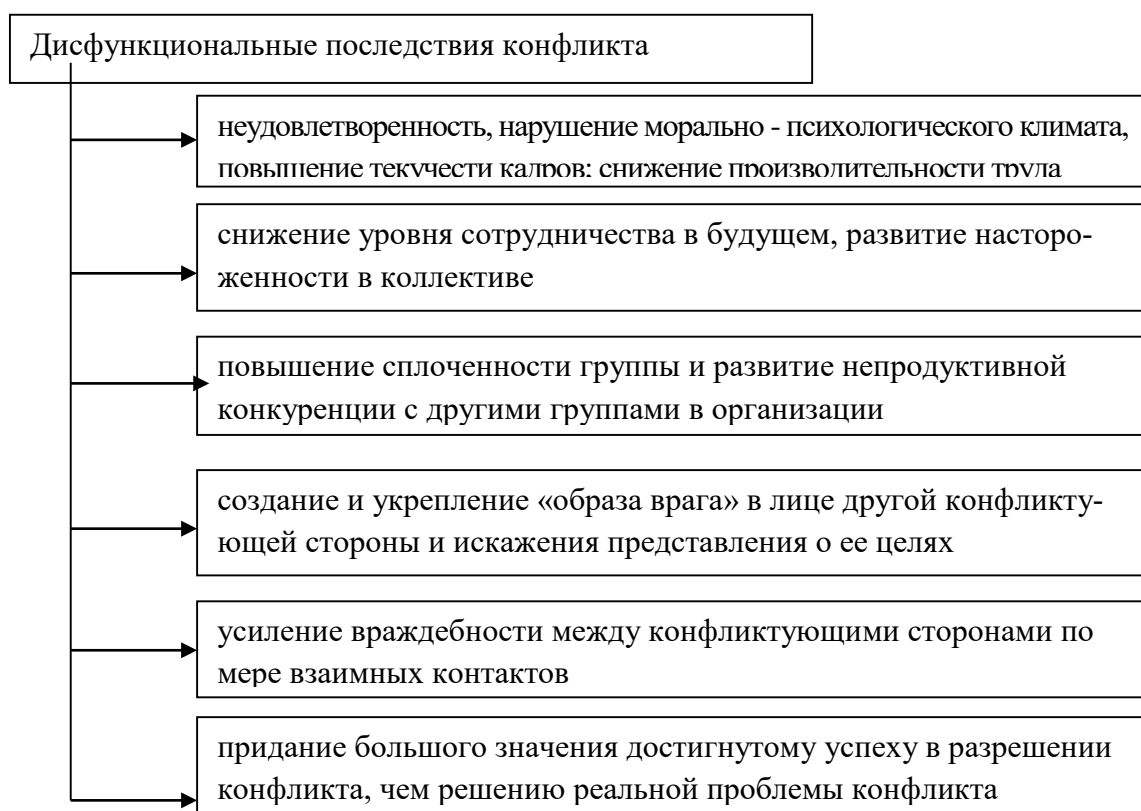 Дисфункциональные последствия конфликта
неудовлетворенность, нарушение морально - психологического климата,
повышение текучести кадров; снижение производительности труда
снижение уровня сотрудничества в будущем, развитие насторо-
женности в коллективе
повышение сплоченности группы и развитие непродуктивной
конкуренции с другими группами в организации
создание и укрепление «образа врага» в лице другой конфликту-
ющей стороны и искажения представления о ее целях
усиление враждебности между конфликтующими сторонами по
мере взаимных контактов
придание большого значения достигнутому успеху в разрешении
конфликта, чем решению реальной проблемы конфликта